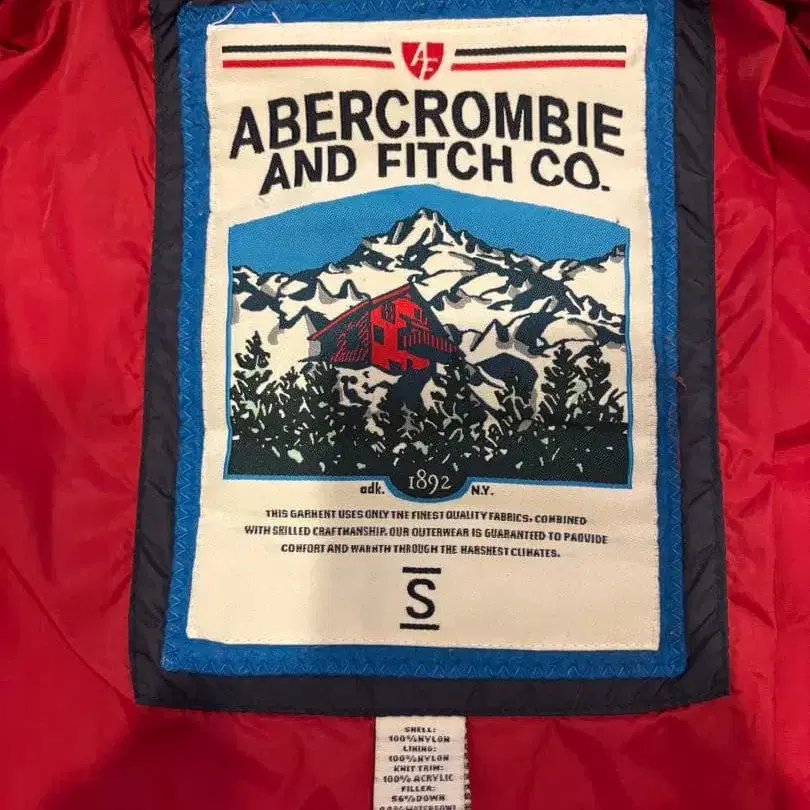 AF
ABERCROMBIE
AND FITCH CO.
adk. 1892 N.Y.
THIS GARMENT USES ONLY THE FINEST QUALITY FABRICS, COMBINED
WITH SKILLED CRAFTMANSHIP. OUR OUTERWEAR IS GUARANTEED TO PROVIDE
COMFORT AND WARMTH THROUGH THE HARSHEST CLIMATES.
S
SHELL:
100%NYLON
LINING:
100%NYLON
KNIT TRIM:
100% ACRYLIC
FILLER:
56%DOWN